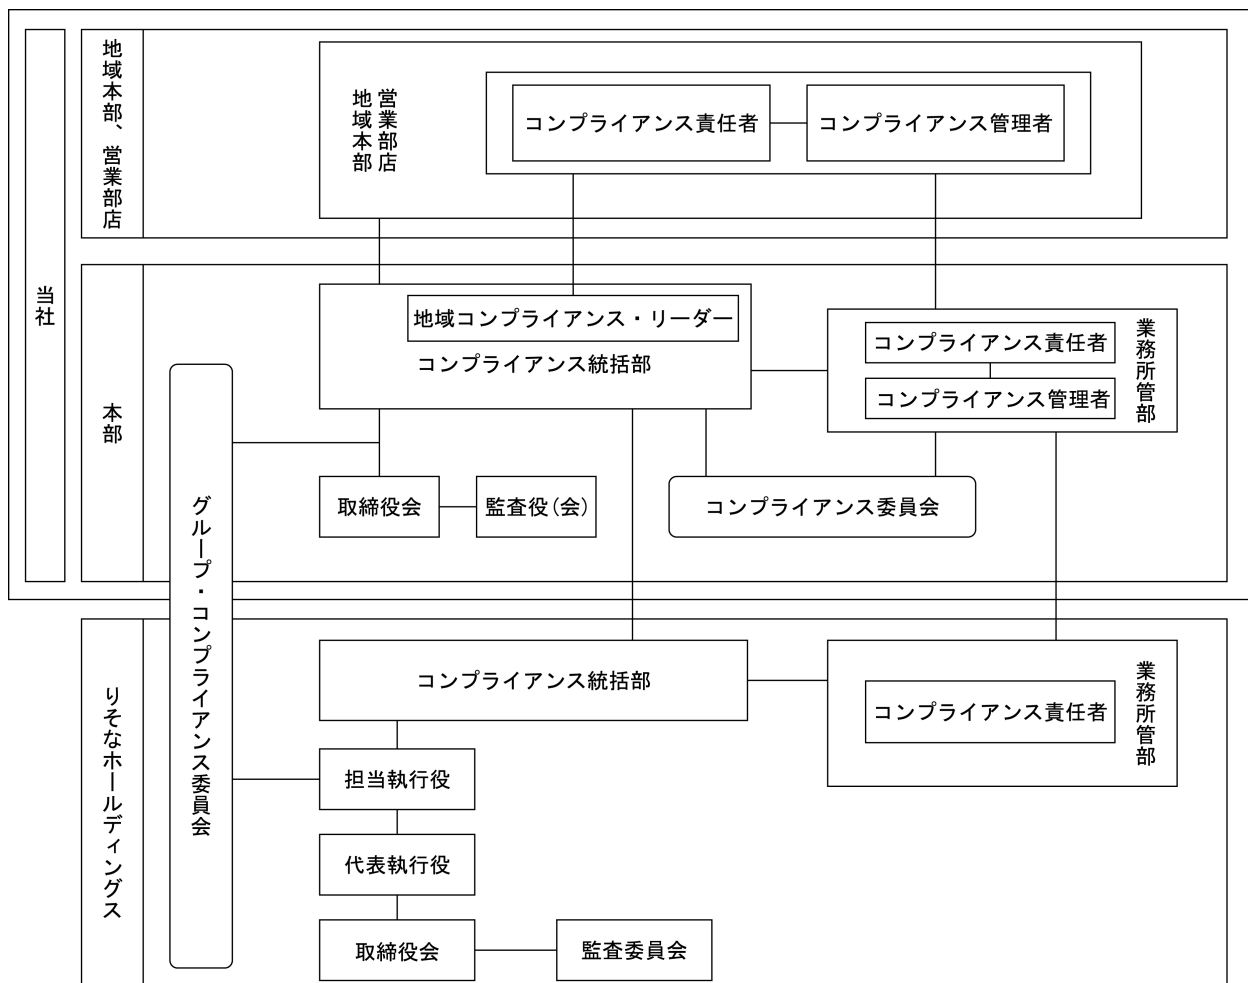 当社
地域本部、営業部店
営業部店
地域本部
コンプライアンス責任者
コンプライアンス管理者
本部
地域コンプライアンス・リーダー
コンプライアンス統括部
コンプライアンス責任者
コンプライアンス管理者
業務所管部
取締役会
監査役(会)
コンプライアンス委員会
グループ・コンプライアンス委員会
りそなホールディングス
コンプライアンス統括部
コンプライアンス責任者
業務所管部
担当執行役
代表執行役
取締役会
監査委員会